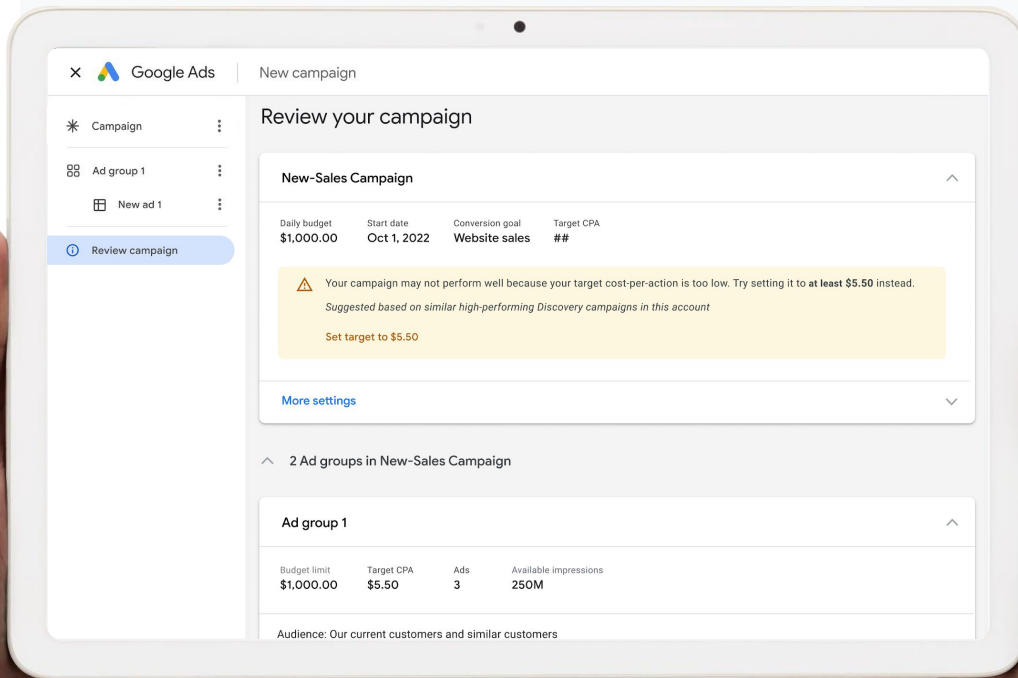 Google Ads
New campaign
Campaign
Ad group 1
New ad 1
Review campaign
Review your campaign
New-Sales Campaign
Daily budget
$1,000.00
Start date
Oct 1, 2022
Conversion goal
Website sales
Target CPA
##
Your campaign may not perform well because your target cost-per-action is too low. Try setting it to at least $5.50 instead.
Suggested based on similar high-performing Discovery campaigns in this account
Set target to $5.50
More settings
2 Ad groups in New-Sales Campaign
Ad group 1
Budget limit
$1,000.00
Target CPA
$5.50
Ads
3
Available impressions
250M
Audience: Our current customers and similar customers